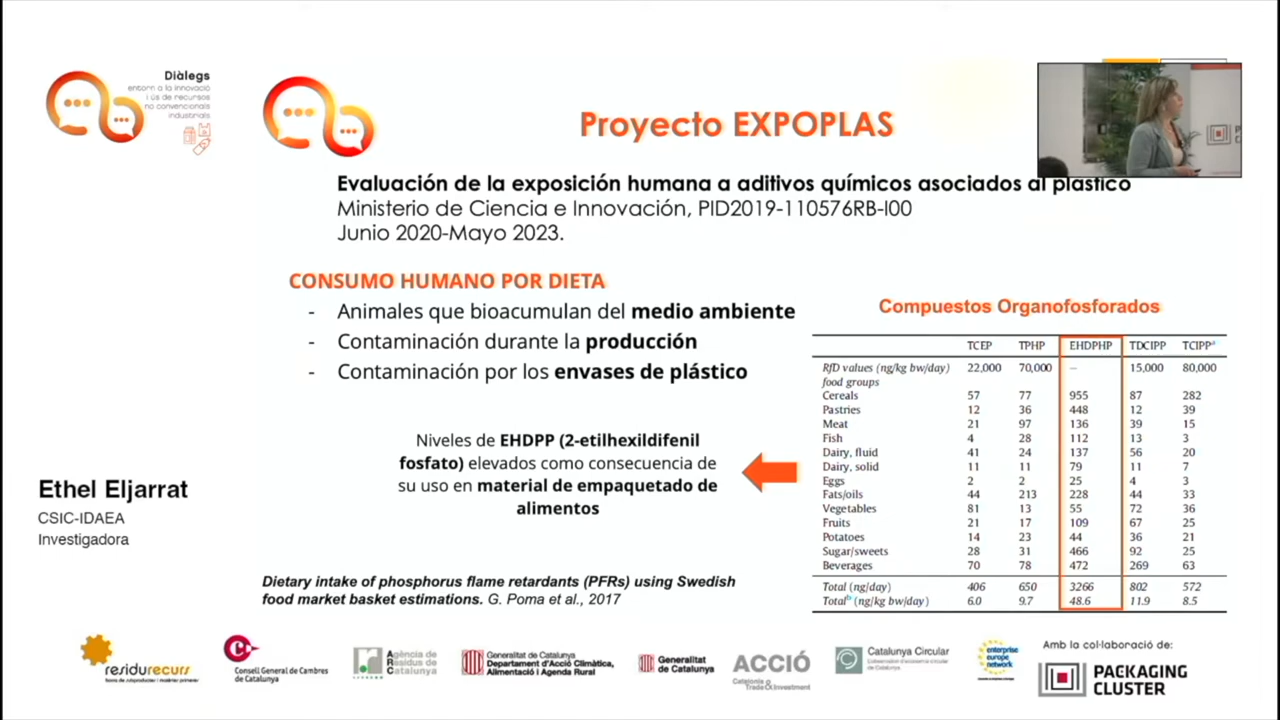 Diàlegs
entorn a la innovació
i ús de recursos
no convencionals
industrials
Proyecto EXPOPLAS
Evaluación de la exposición humana a aditivos químicos asociados al plástico
Ministerio de Ciencia e Innovación, PID2019-110576RB-I00
Junio 2020-Mayo 2023.
CONSUMO HUMANO POR DIETA
- Animales que bioacumulan del medio ambiente
- Contaminación durante la producción
- Contaminación por los envases de plástico
Niveles de EHDPP (2-etilhexildifenil
fosfato) elevados como consecuencia de
su uso en material de empaquetado de
alimentos
Compuestos Organofosforados
TCEP TPHP EHDPHP TDCIPP TCIPPa
RfD values (ng/kg bw/day) 22,000 70,000 – 15,000 80,000
food groups
Cereals 57 77 955 87 282
Pastries 12 36 448 12 39
Meat 21 97 136 39 15
Fish 4 28 112 13 3
Dairy, fluid 41 24 137 56 20
Dairy, solid 11 11 79 11 7
Eggs 2 2 25 4 3
Fats/oils 44 213 228 44 33
Vegetables 81 13 55 72 36
Fruits 21 17 109 67 25
Potatoes 14 23 44 36 21
Sugar/sweets 28 31 466 92 25
Beverages 70 78 472 269 63
Total (ng/day) 406 650 3266 802 572
Totalb (ng/kg bw/day) 6.0 9.7 48.6 11.9 8.5
Ethel Eljarrat
CSIC-IDAEA
Investigadora
Dietary intake of phosphorus flame retardants (PFRs) using Swedish
food market basket estimations. G. Poma et al., 2017
residurecurs
borsa de subproductes i matèries primeres
Consell General de Cambres
de Catalunya
Agència de
Residus de
Catalunya
Generalitat de Catalunya
Departament d'Acció Climàtica,
Alimentació i Agenda Rural
Generalitat
de Catalunya
ACCIÓ
Catalonia
Trade & Investment
Catalunya Circular
enterprise
europe
network
Amb la col·laboració de:
PACKAGING
CLUSTER